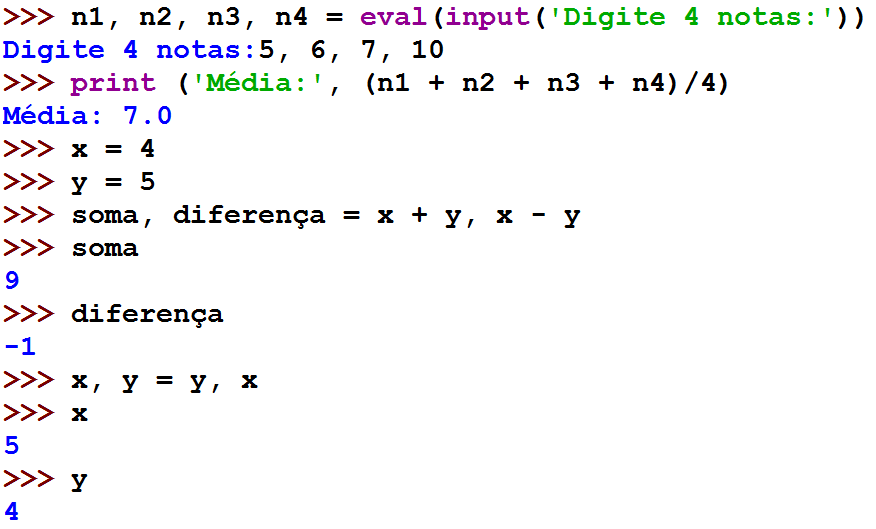 >>> n1, n2, n3, n4 = eval(input('Digite 4 notas:'))
Digite 4 notas:5, 6, 7, 10
>>> print ('Média:', (n1 + n2 + n3 + n4)/4)
Média: 7.0
>>> x = 4
>>> y = 5
>>> soma, diferença = x + y, x - y
>>> soma
9
>>> diferença
-1
>>> x, y = y, x
>>> x
5
>>> y
4